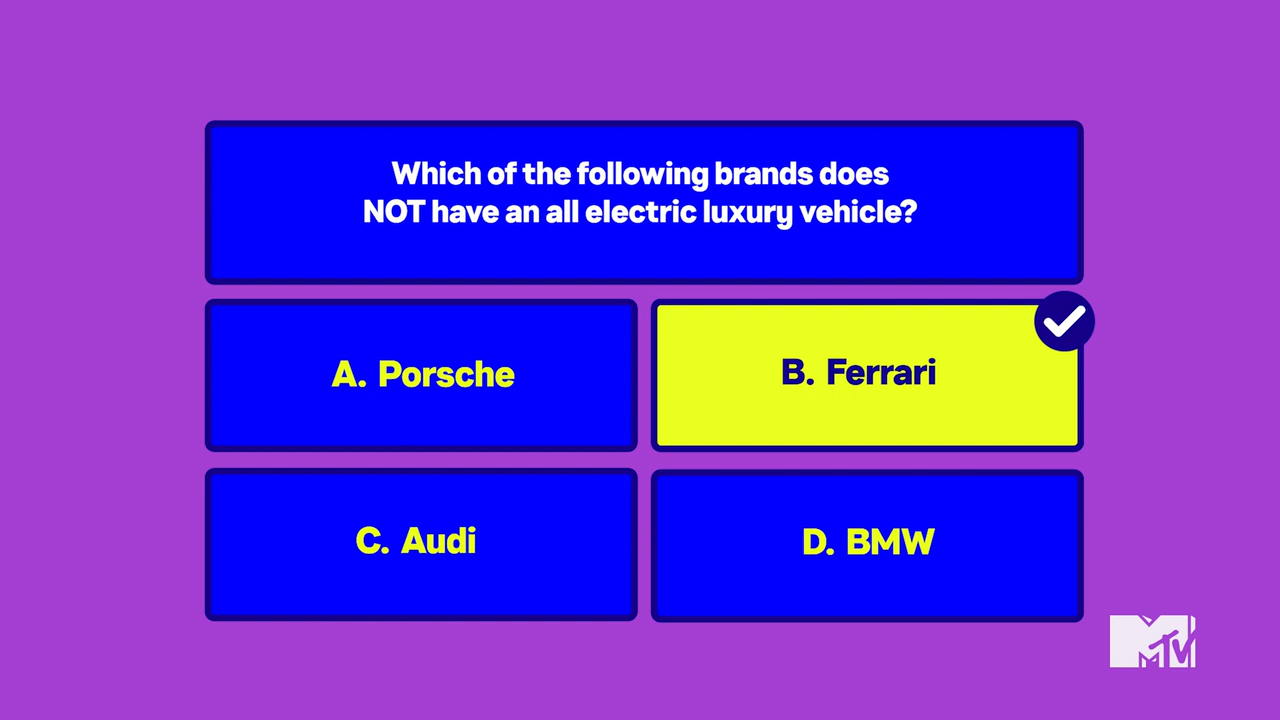 Which of the following brands does
NOT have an all electric luxury vehicle?
A. Porsche
B. Ferrari
C. Audi
D. BMW
MTV